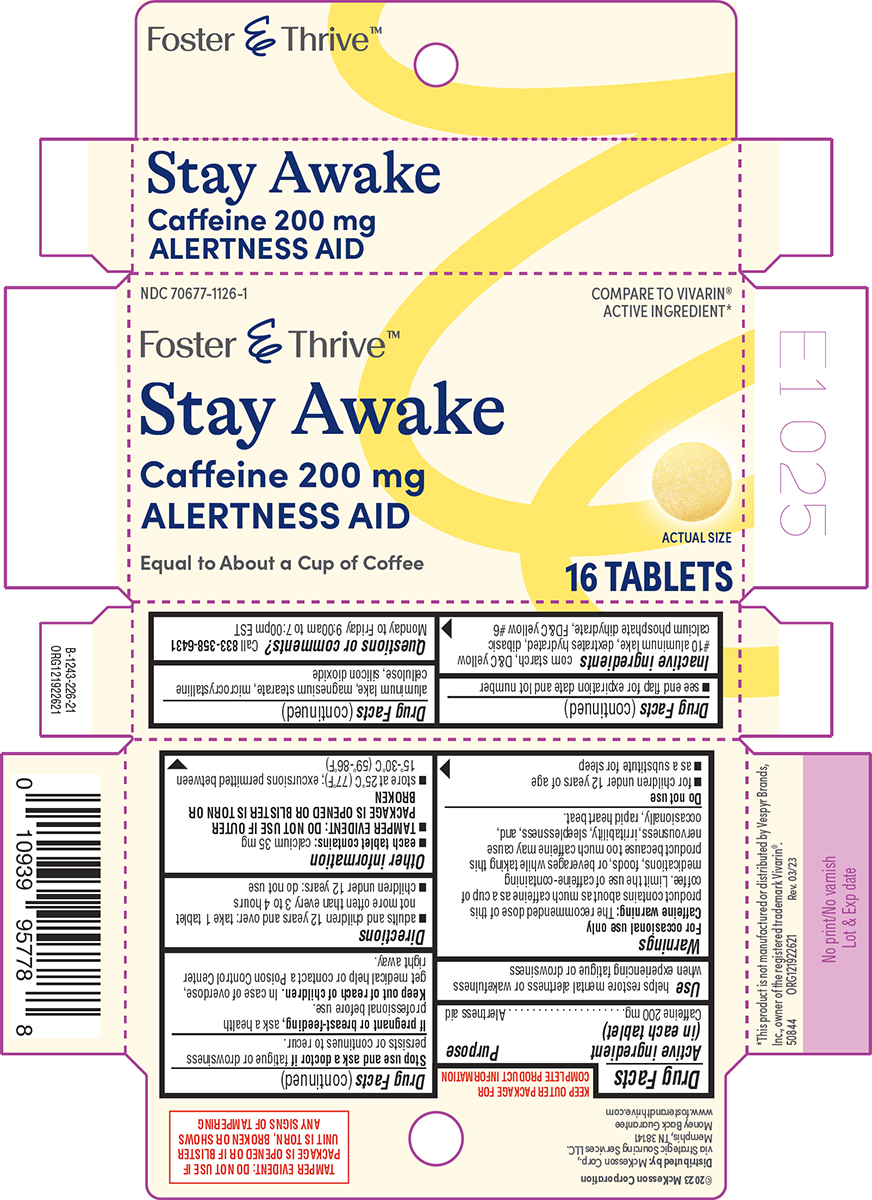 Foster & Thrive™
Stay Awake
Caffeine 200 mg
ALERTNESS AID
NDC 70677-1126-1
COMPARE TO VIVARIN®
ACTIVE INGREDIENT*
Foster & Thrive™
Stay Awake
Caffeine 200 mg
ALERTNESS AID
Equal to About a Cup of Coffee
ACTUAL SIZE
16 TABLETS
E1 025
B-1243-226-21
ORG121922621
Drug Facts (continued)
■ see end flap for expiration date and lot number
Inactive ingredients corn starch, D&C yellow
#10 aluminum lake, dextrates hydrated, dibasic
calcium phosphate dihydrate, FD&C yellow #6
Drug Facts (continued)
aluminum lake, magnesium stearate, microcrystalline
cellulose, silicon dioxide
Questions or comments? Call 833-358-6431
Monday to Friday 9:00am to 7:00pm EST
KEEP OUTER PACKAGE FOR
COMPLETE PRODUCT INFORMATION
Drug Facts
Active ingredient
(in each tablet)
Purpose
Caffeine 200 mg......................Alertness aid
Use helps restore mental alertness or wakefulness
when experiencing fatigue or drowsiness
Warnings
For occasional use only
Caffeine warning: The recommended dose of this
product contains about as much caffeine as a cup of
coffee. Limit the use of caffeine-containing
medications, foods, or beverages while taking this
product because too much caffeine may cause
nervousness, irritability, sleeplessness, and,
occasionally, rapid heart beat.
Do not use
■ for children under 12 years of age
■ as a substitute for sleep
Drug Facts (continued)
Stop use and ask a doctor if fatigue or drowsiness
persists or continues to recur.
If pregnant or breast-feeding, ask a health
professional before use.
Keep out of reach of children. In case of overdose,
get medical help or contact a Poison Control Center
right away.
Directions
■ adults and children 12 years and over: take 1 tablet
not more often than every 3 to 4 hours
■ children under 12 years: do not use
Other information
■ each tablet contains: calcium 35 mg
■ TAMPER EVIDENT: DO NOT USE IF OUTER
PACKAGE IS OPENED OR BLISTER IS TORN OR
BROKEN
■ store at 25°C (77°F); excursions permitted between
15°-30°C (59°-86°F)
0 10939 95778 8
*This product is not manufactured or distributed by Vespyr Brands,
Inc., owner of the registered trademark Vivarin®.
50844 ORG121922621 Rev. 03/23
No print/No varnish
Lot & Exp date
©2023 McKesson Corporation
Distributed by: McKesson Corp.,
via Strategic Sourcing Services LLC.
Memphis, TN 38141
Money Back Guarantee
www.fosterandthrive.com
TAMPER EVIDENT: DO NOT USE IF
PACKAGE IS OPENED OR IF BLISTER
UNIT IS TORN, BROKEN OR SHOWS
ANY SIGNS OF TAMPERING